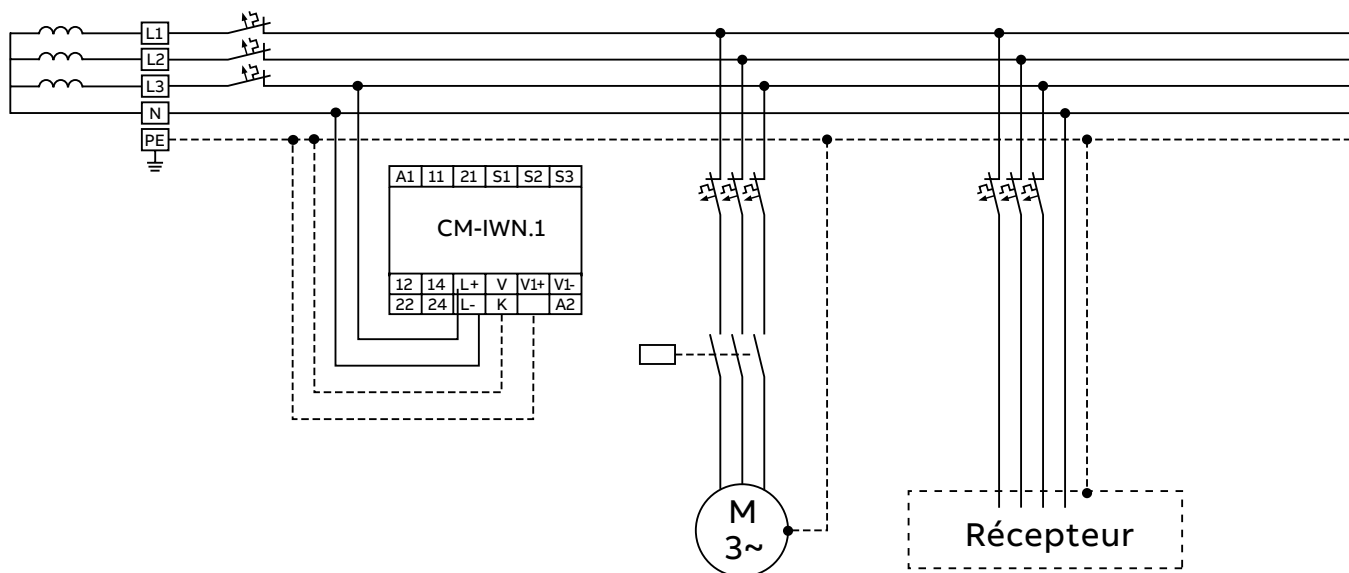 L1
L2
L3
N
PE
A1 11 21 S1 S2 S3
CM-IWN.1
12 14 L+ V V1+ V1-
22 24 L- K A2
M
3~
Récepteur